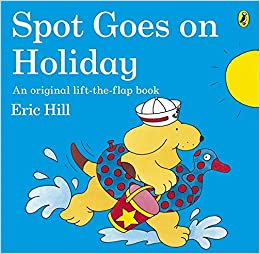 Spot Goes on
Holiday
An original lift-the-flap book
Eric Hill